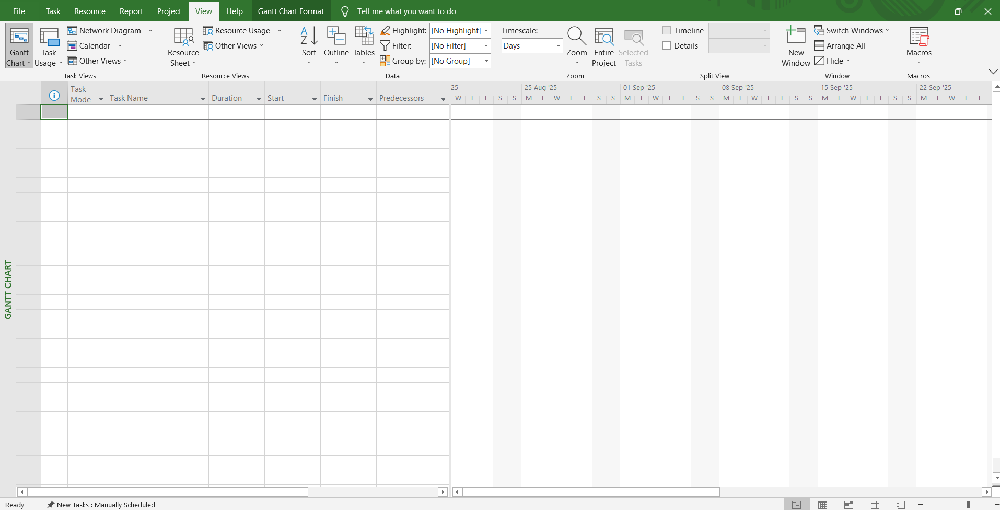 File Task Resource Report Project View Help Gantt Chart Format Tell me what you want to do
Gantt Chart
Task Usage
Network Diagram
Calendar
Other Views
Task Views
Resource Sheet
Resource Usage
Other Views
Resource Views
Sort
Outline
Tables
Highlight: [No Highlight]
Filter: [No Filter]
Group by: [No Group]
Data
Timescale:
Days
Zoom
Entire Project
Selected Tasks
Zoom
Timeline
Details
Split View
New Window
Switch Windows
Arrange All
Hide
Window
Macros
Macros
Task Mode
Task Name
Duration
Start
Finish
Predecessors
25 25 Aug '25 01 Sep '25 08 Sep '25 15 Sep '25 22 Sep '25
W T F S S M T W T F S S M T W T F S S M T W T F S S M T W T F S S M T W T F
GANTT CHART
Ready New Tasks : Manually Scheduled